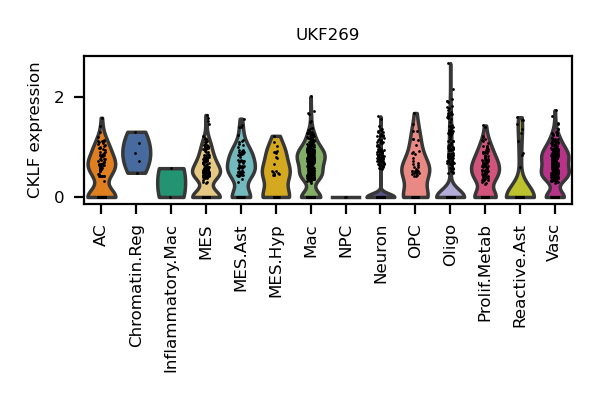 UKF269
CKLF expression
2
0
AC
Chromatin.Reg
Inflammatory.Mac
MES
MES.Ast
MES.Hyp
Mac
NPC
Neuron
OPC
Oligo
Prolif.Metab
Reactive.Ast
Vasc